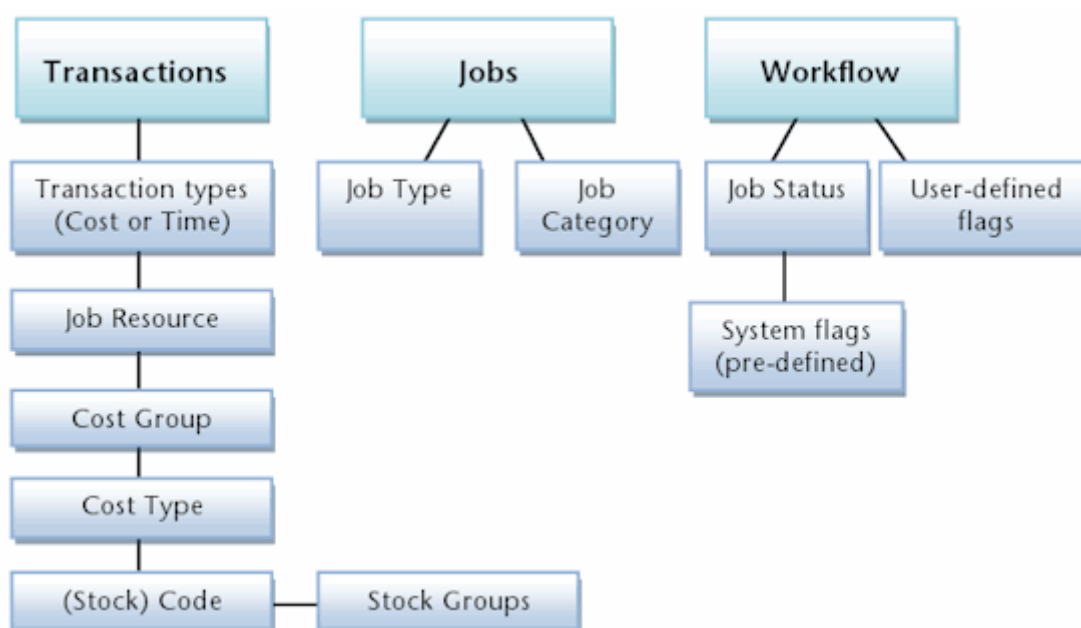 Transactions
Jobs
Workflow
Transaction types
(Cost or Time)
Job Type
Job
Category
Job Status
User-defined
flags
Job Resource
System flags
(pre-defined)
Cost Group
Cost Type
(Stock) Code
Stock Groups